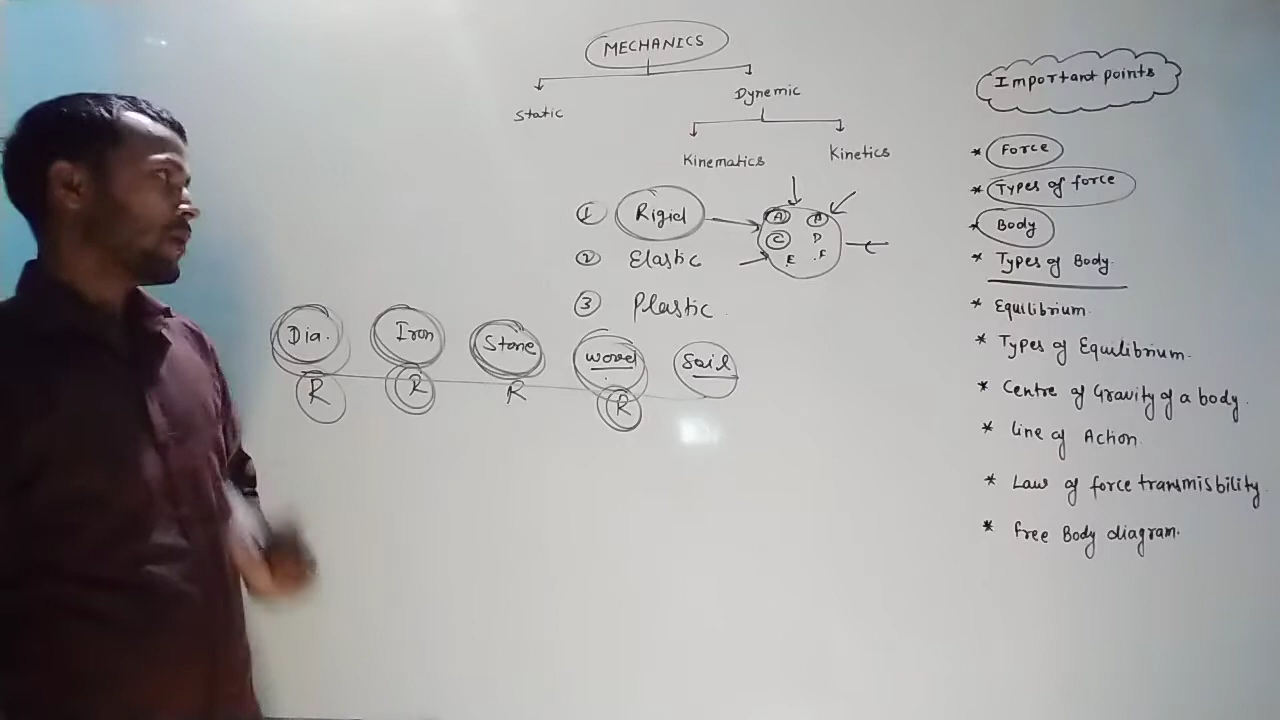 MECHANICS
Static
Dynemic
Kinematics
Kinetics
① Rigid
② Elastic
③ Plastic
A B
C D
E F
Dia. Iron Stone wood Soil
R R R R
Important points
* Force
* Types of force
* Body
* Types of Body.
* Equilibrium.
* Types of Equilibrium.
* Centre of Gravity of a body.
* Line of Action.
* Law of force transmisbility.
* free Body diagram.